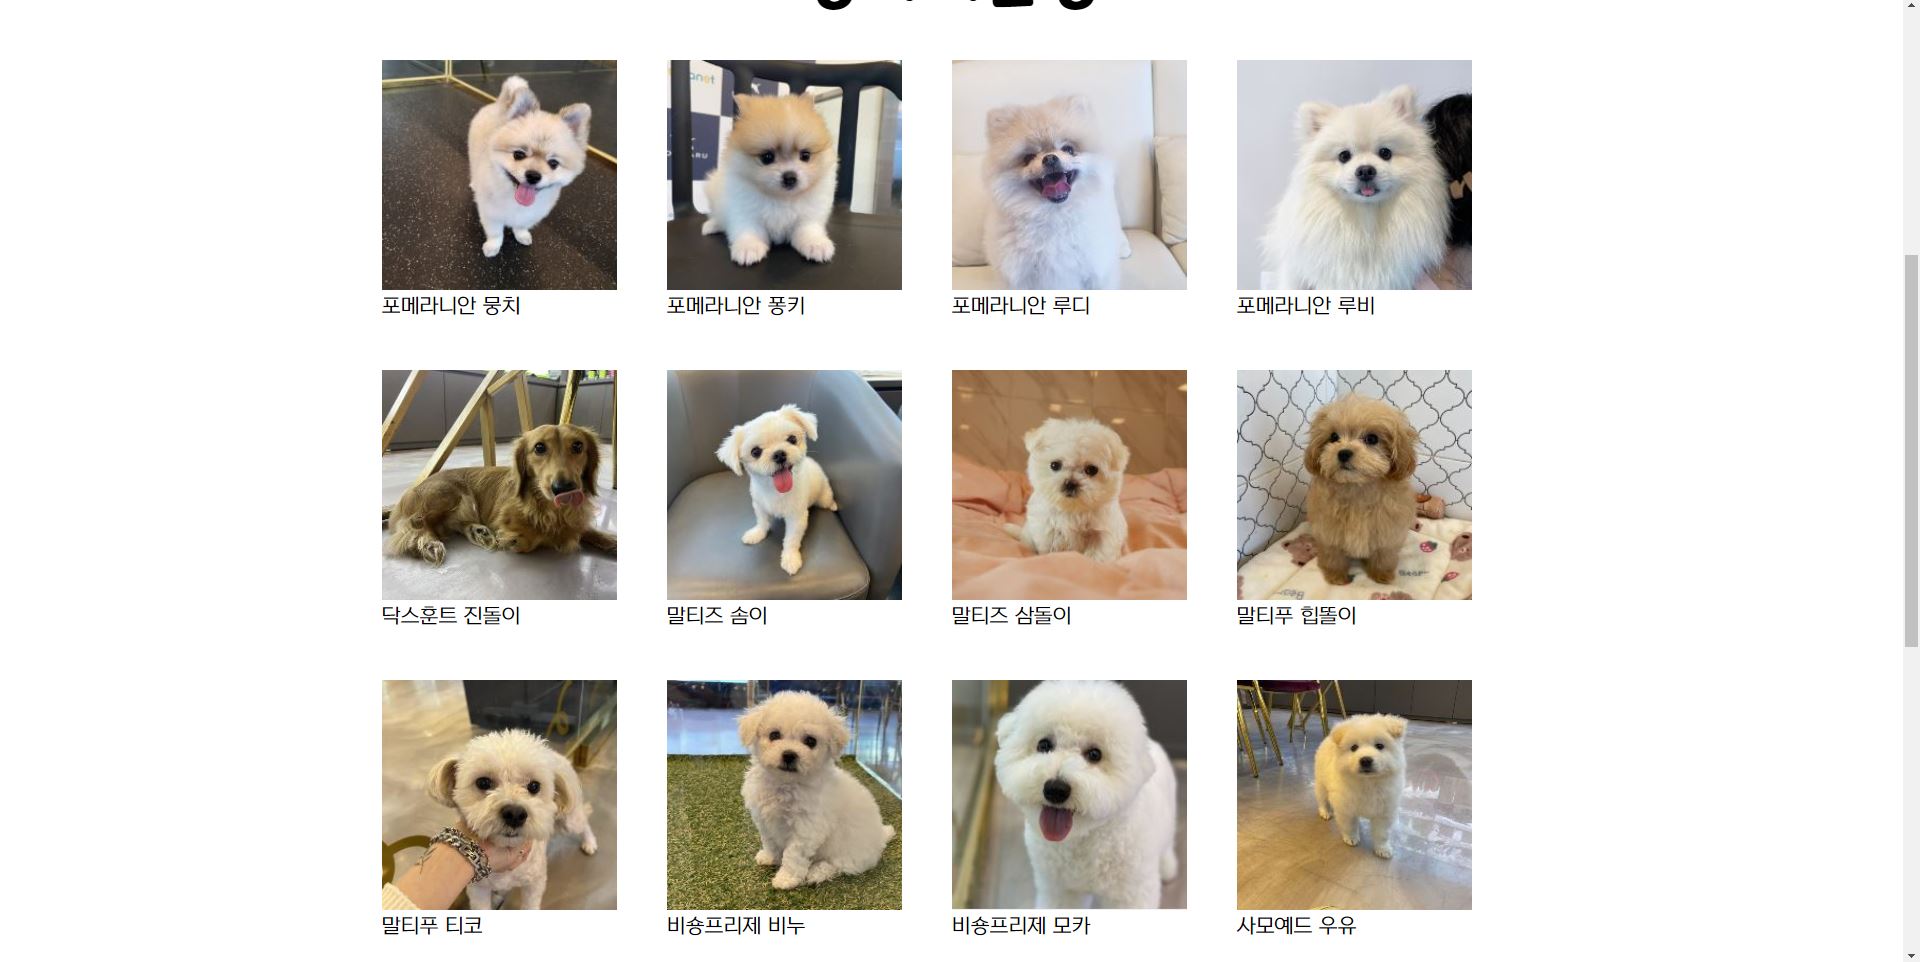 포메라니안 뭉치
포메라니안 퐁키
포메라니안 루디
포메라니안 루비
닥스훈트 진돌이
말티즈 솜이
말티즈 삼돌이
말티푸 힙똘이
말티푸 티코
비숑프리제 비누
비숑프리제 모카
사모예드 우유